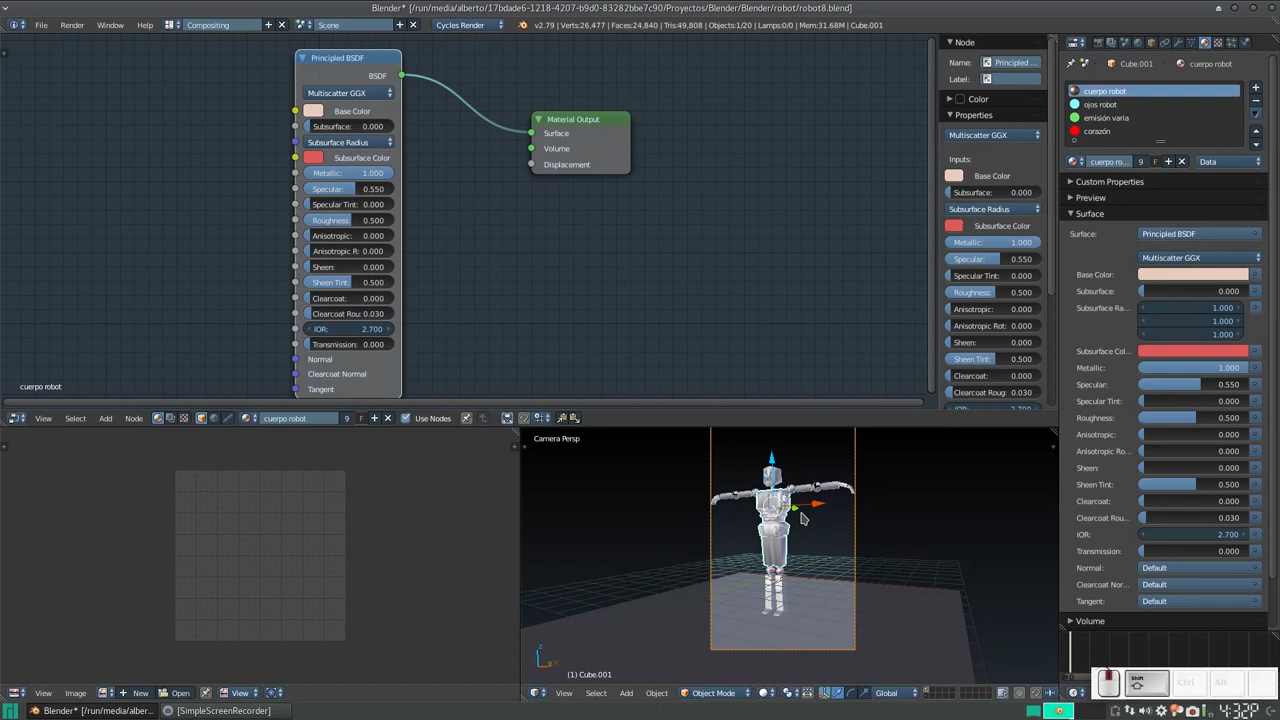 Blender* [/run/media/alberto/17bdade6-1218-4207-b9d0-83282bbe7c90/Proyectos/Blender/Blender/robot/robot8.blend]
File Render Window Help Compositing Scene Cycles Render v2.79 | Verts:26,477 | Faces:24,840 | Tris:49,808 | Objects:1/20 | Lamps:0/0 | Mem:31.68M | Cube.001
Principled BSDF
BSDF
Multiscatter GGX
Base Color
Subsurface: 0.000
Subsurface Radius
Subsurface Color
Metallic: 1.000
Specular: 0.550
Specular Tint: 0.000
Roughness: 0.500
Anisotropic: 0.000
Anisotropic R: 0.000
Sheen: 0.000
Sheen Tint: 0.500
Clearcoat: 0.000
Clearcoat Rou: 0.030
IOR: 2.700
Transmission: 0.000
Normal
Clearcoat Normal
Tangent
Material Output
Surface
Volume
Displacement
cuerpo robot
Node
Name: Principled ...
Label:
Color
Properties
Multiscatter GGX
Inputs:
Base Color
Subsurface: 0.000
Subsurface Radius
Subsurface Color
Metallic: 1.000
Specular: 0.550
Specular Tint: 0.000
Roughness: 0.500
Anisotropic: 0.000
Anisotropic Rot: 0.000
Sheen: 0.000
Sheen Tint: 0.500
Clearcoat: 0.000
Clearcoat Rou: 0.030
Cube.001 cuerpo robot
cuerpo robot
ojos robot
emisión varia
corazón
cuerpo ro... 9 F Data
Custom Properties
Preview
Surface
Surface: Principled BSDF
Multiscatter GGX
Base Color:
Subsurface: 0.000
Subsurface Ra... 1.000
1.000
1.000
Subsurface Col...
Metallic: 1.000
Specular: 0.550
Specular Tint: 0.000
Roughness: 0.500
Anisotropic: 0.000
Anisotropic Ro... 0.000
Sheen: 0.000
Sheen Tint: 0.500
Clearcoat: 0.000
Clearcoat Rou... 0.030
IOR: 2.700
Transmission: 0.000
Normal: Default
Clearcoat Nor... Default
Tangent: Default
Volume
View Select Add Node cuerpo robot 9 F Use Nodes
Camera Persp
z
(1) Cube.001
View Image New Open View
View Select Add Object Object Mode Global
Shift Ctrl Alt
Blender* [/run/media/alber... [SimpleScreenRecorder]